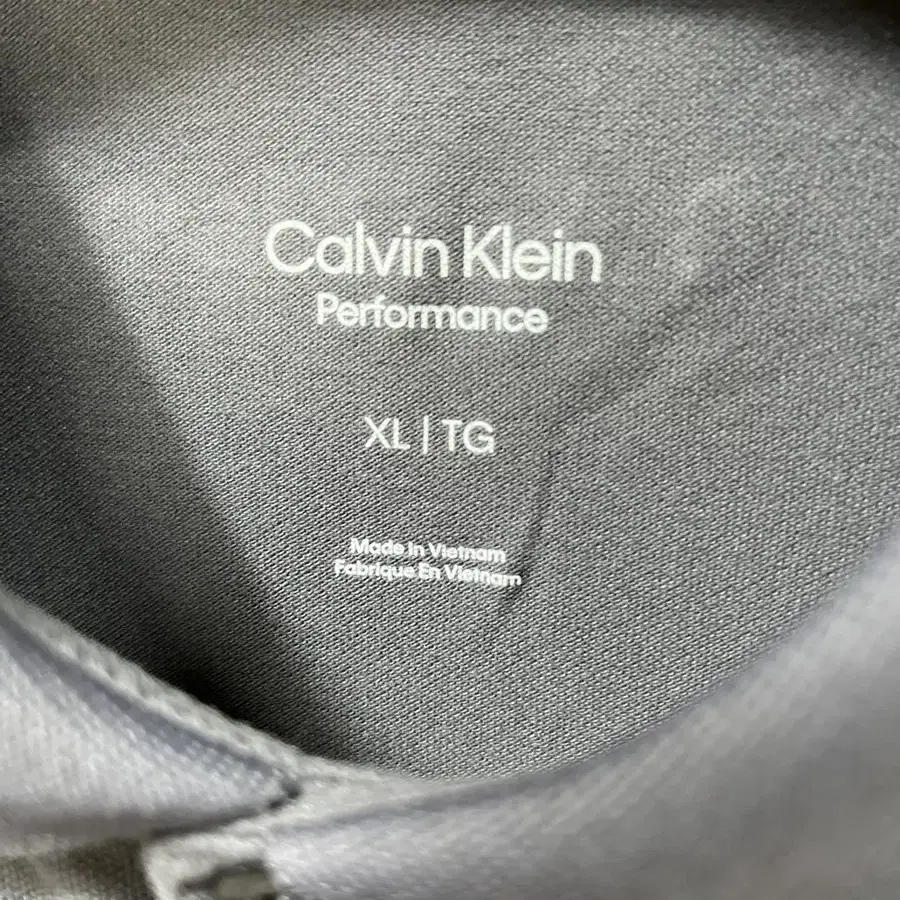 Calvin Klein
Performance
XL | TG
Made In Vietnam
Fabrique En Vietnam